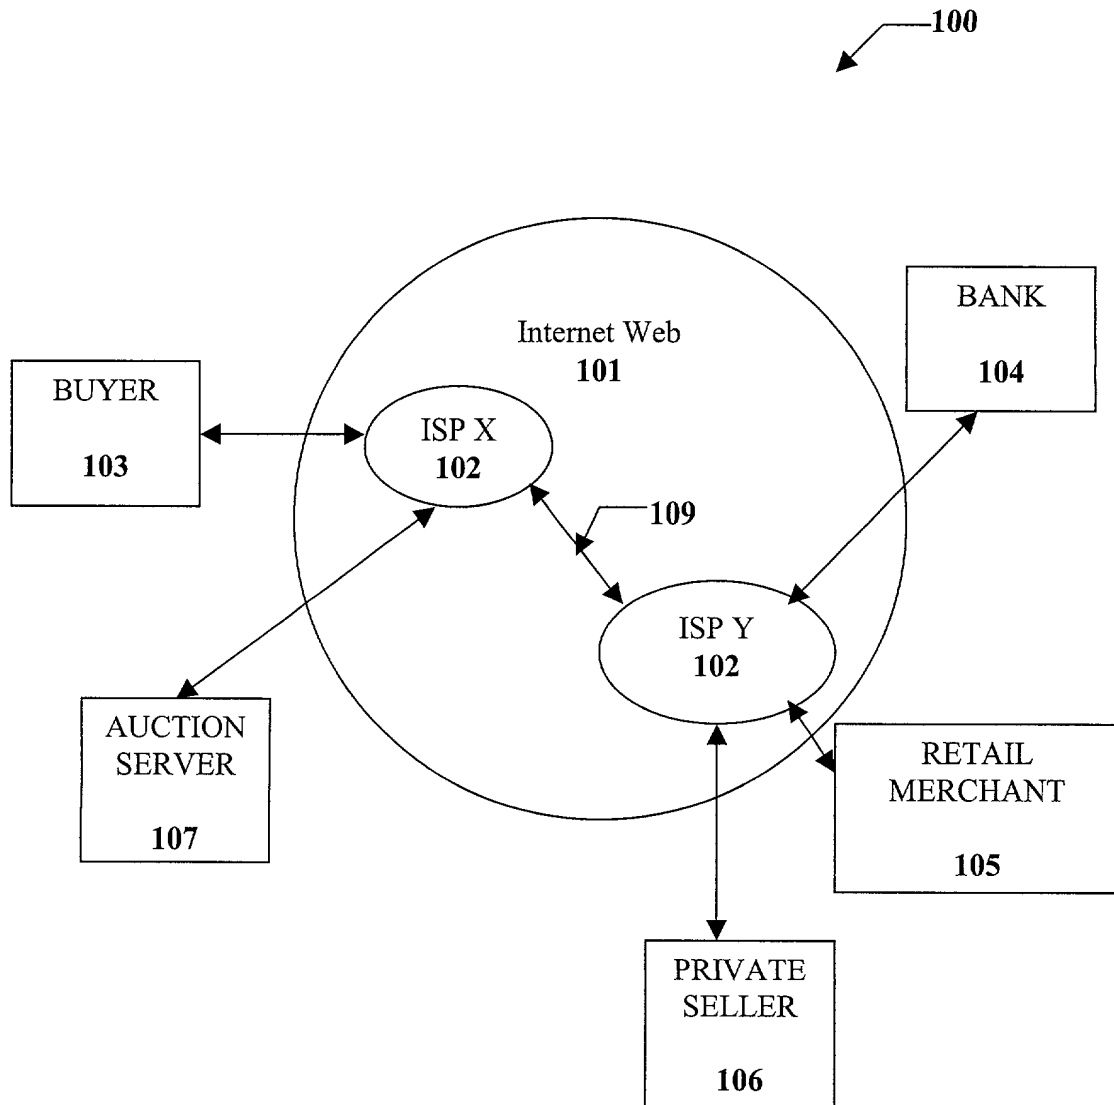 100
Internet Web
101
BANK
104
BUYER
103
ISP X
102
109
ISP Y
102
AUCTION
SERVER
107
RETAIL
MERCHANT
105
PRIVATE
SELLER
106